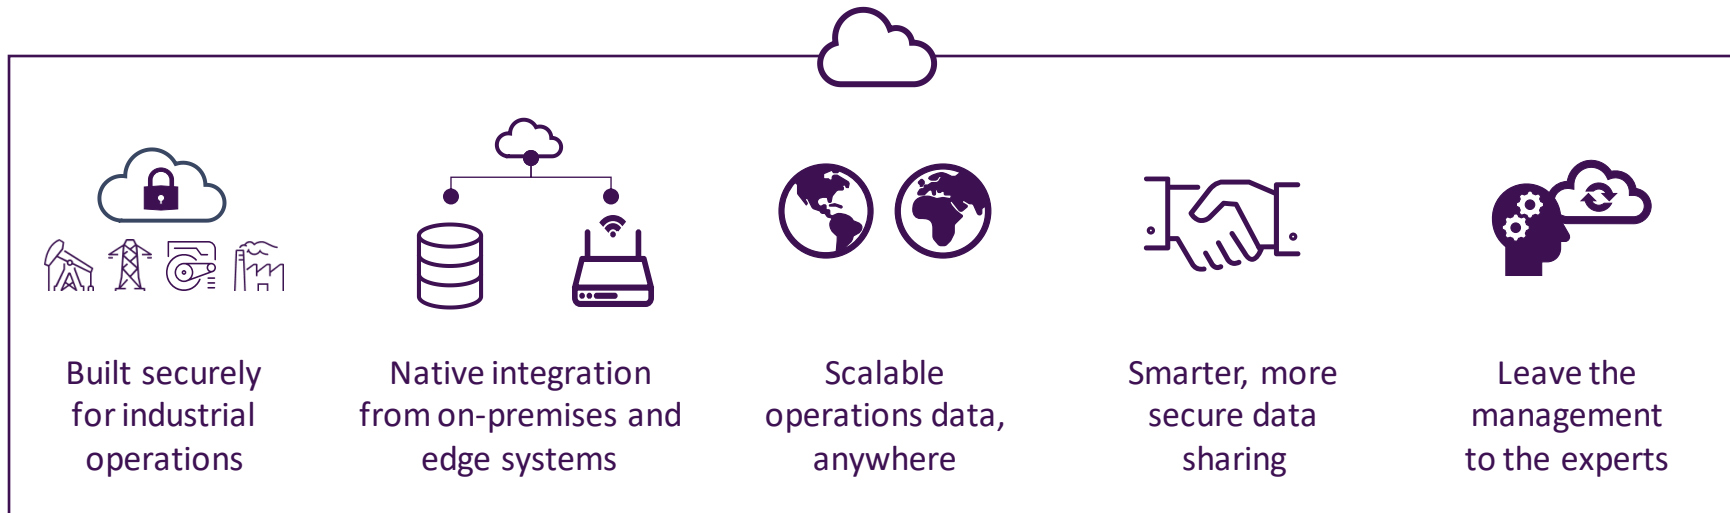 Built securely
for industrial
operations
Native integration
from on-premises and
edge systems
Scalable
operations data,
anywhere
Smarter, more
secure data
sharing
Leave the
management
to the experts